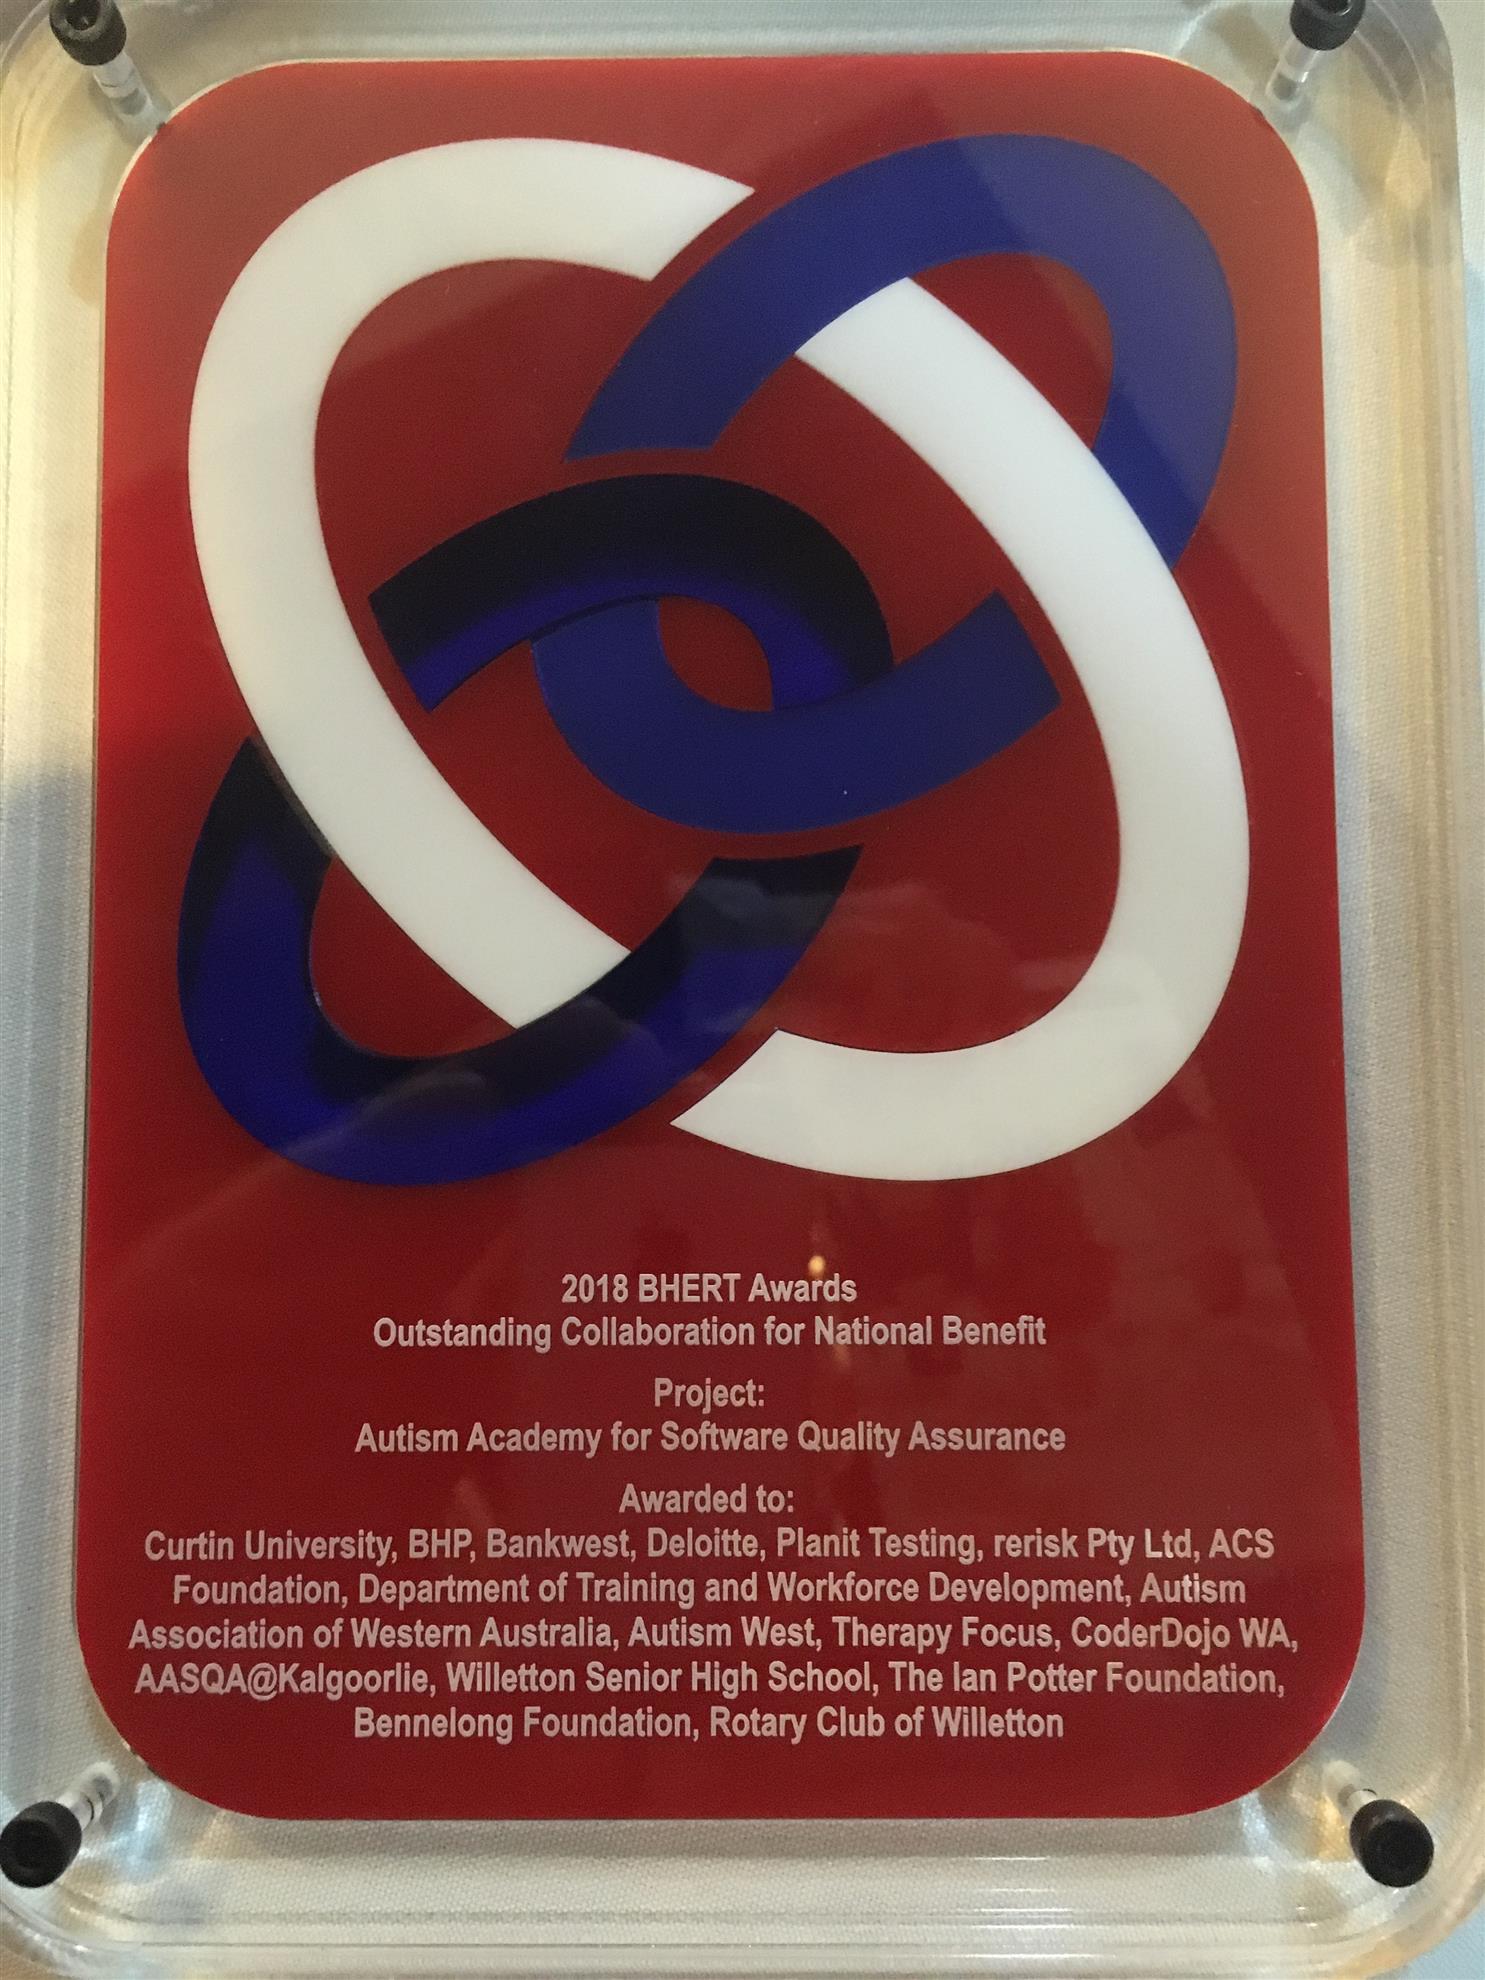 2018 BHERT Awards
Outstanding Collaboration for National Benefit
Project:
Autism Academy for Software Quality Assurance
Awarded to:
Curtin University, BHP, Bankwest, Deloitte, Planit Testing, rerisk Pty Ltd, ACS
Foundation, Department of Training and Workforce Development, Autism
Association of Western Australia, Autism West, Therapy Focus, CoderDojo WA,
AASQA@Kalgoorlie, Willetton Senior High School, The Ian Potter Foundation,
Bennelong Foundation, Rotary Club of Willetton